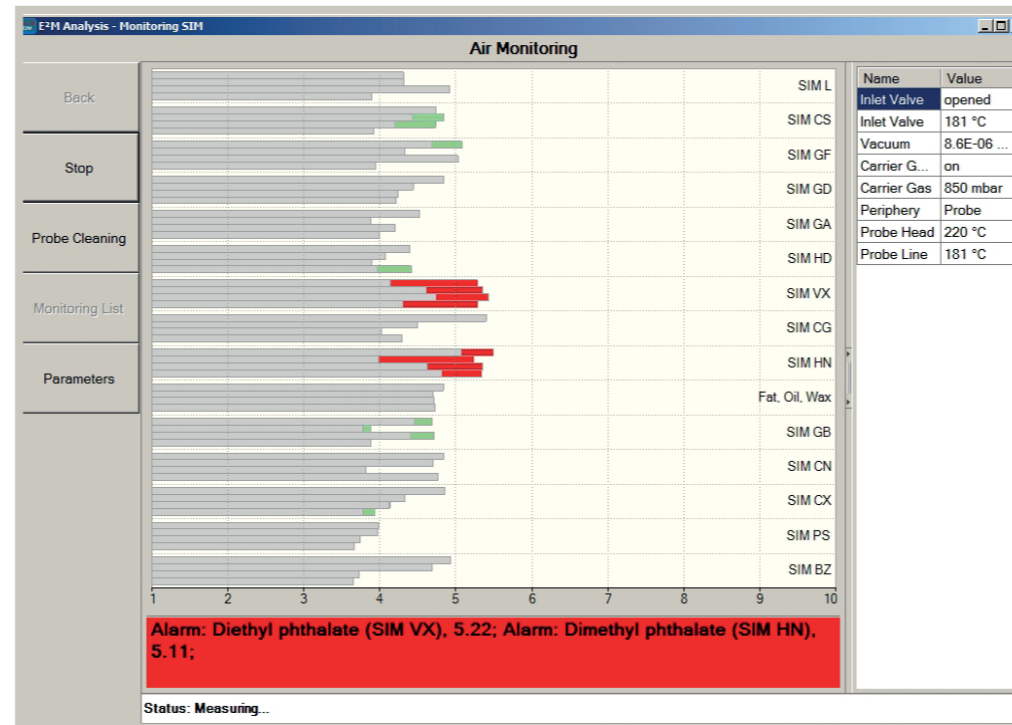 E²M Analysis - Monitoring SIM
Air Monitoring
Back
Stop
Probe Cleaning
Monitoring List
Parameters
SIM L
SIM CS
SIM GF
SIM GD
SIM GA
SIM HD
SIM VX
SIM CG
SIM HN
Fat, Oil, Wax
SIM GB
SIM CN
SIM CX
SIM PS
SIM BZ
1 2 3 4 5 6 7 8 9 10
Alarm: Diethyl phthalate (SIM VX), 5.22; Alarm: Dimethyl phthalate (SIM HN),
5.11;
Status: Measuring...
Name Value
Inlet Valve opened
Inlet Valve 181 °C
Vacuum 8.6E-06 ...
Carrier G... on
Carrier Gas 850 mbar
Periphery Probe
Probe Head 220 °C
Probe Line 181 °C